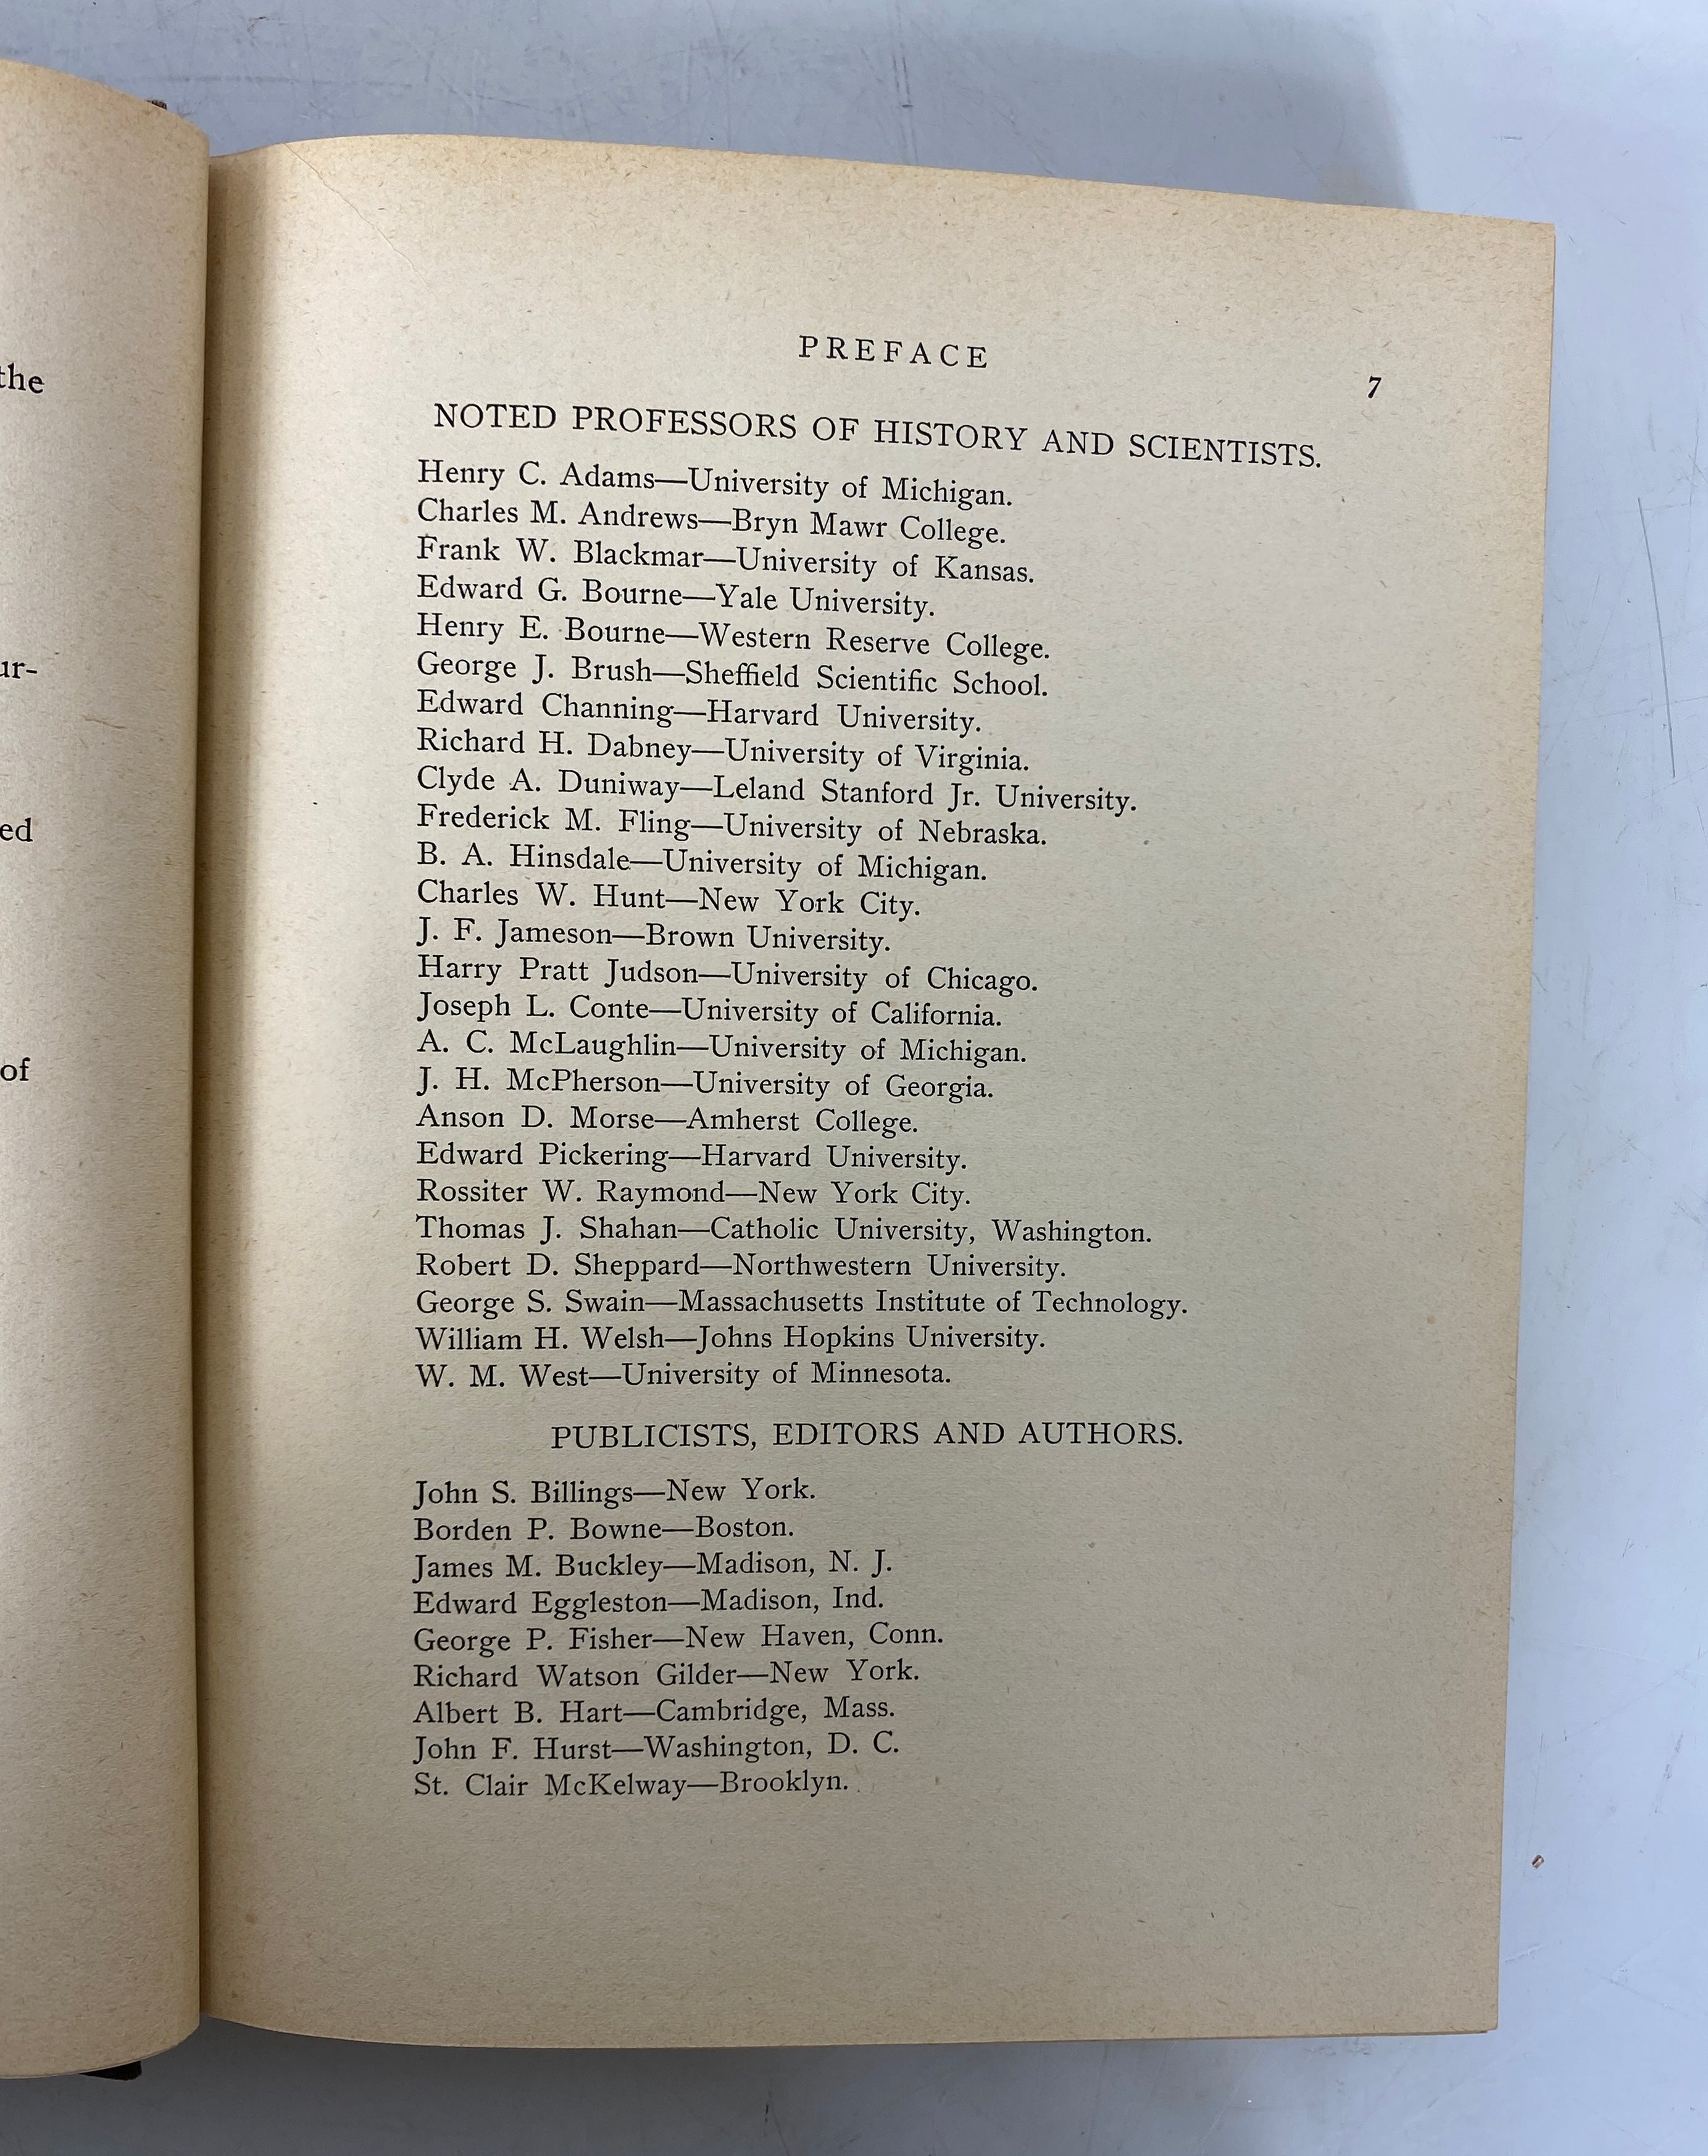 the
ur-
ed
of
PREFACE
7
NOTED PROFESSORS OF HISTORY AND SCIENTISTS.
Henry C. Adams—University of Michigan.
Charles M. Andrews—Bryn Mawr College.
Frank W. Blackmar—University of Kansas.
Edward G. Bourne—Yale University.
Henry E. Bourne—Western Reserve College.
George J. Brush—Sheffield Scientific School.
Edward Channing—Harvard University.
Richard H. Dabney—University of Virginia.
Clyde A. Duniway—Leland Stanford Jr. University.
Frederick M. Fling—University of Nebraska.
B. A. Hinsdale—University of Michigan.
Charles W. Hunt—New York City.
J. F. Jameson—Brown University.
Harry Pratt Judson—University of Chicago.
Joseph L. Conte—University of California.
A. C. McLaughlin—University of Michigan.
J. H. McPherson—University of Georgia.
Anson D. Morse—Amherst College.
Edward Pickering—Harvard University.
Rossiter W. Raymond—New York City.
Thomas J. Shahan—Catholic University, Washington.
Robert D. Sheppard—Northwestern University.
George S. Swain—Massachusetts Institute of Technology.
William H. Welsh—Johns Hopkins University.
W. M. West—University of Minnesota.
PUBLICISTS, EDITORS AND AUTHORS.
John S. Billings—New York.
Borden P. Bowne—Boston.
James M. Buckley—Madison, N. J.
Edward Eggleston—Madison, Ind.
George P. Fisher—New Haven, Conn.
Richard Watson Gilder—New York.
Albert B. Hart—Cambridge, Mass.
John F. Hurst—Washington, D. C.
St. Clair McKelway—Brooklyn.